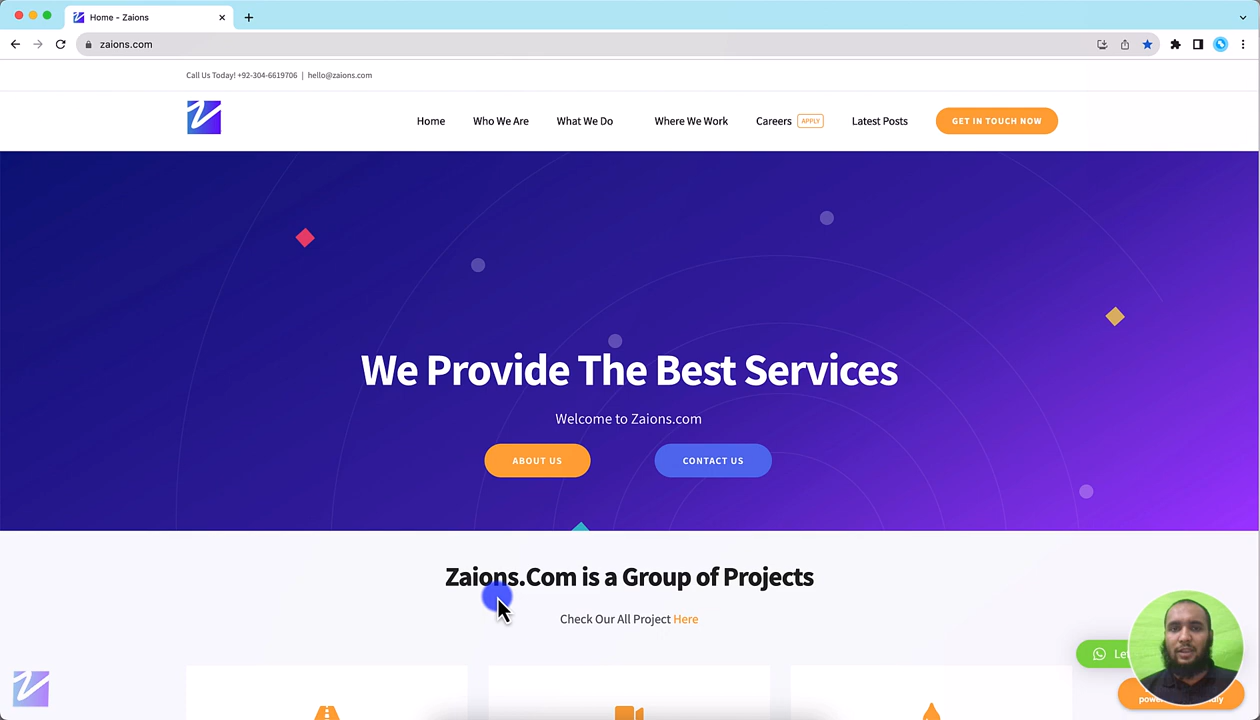 Home - Zaions
zaions.com
Call Us Today! +92-304-6619706 | hello@zaions.com
Home Who We Are What We Do Where We Work Careers APPLY Latest Posts GET IN TOUCH NOW
We Provide The Best Services
Welcome to Zaions.com
ABOUT US CONTACT US
Zaions.Com is a Group of Projects
Check Our All Project Here